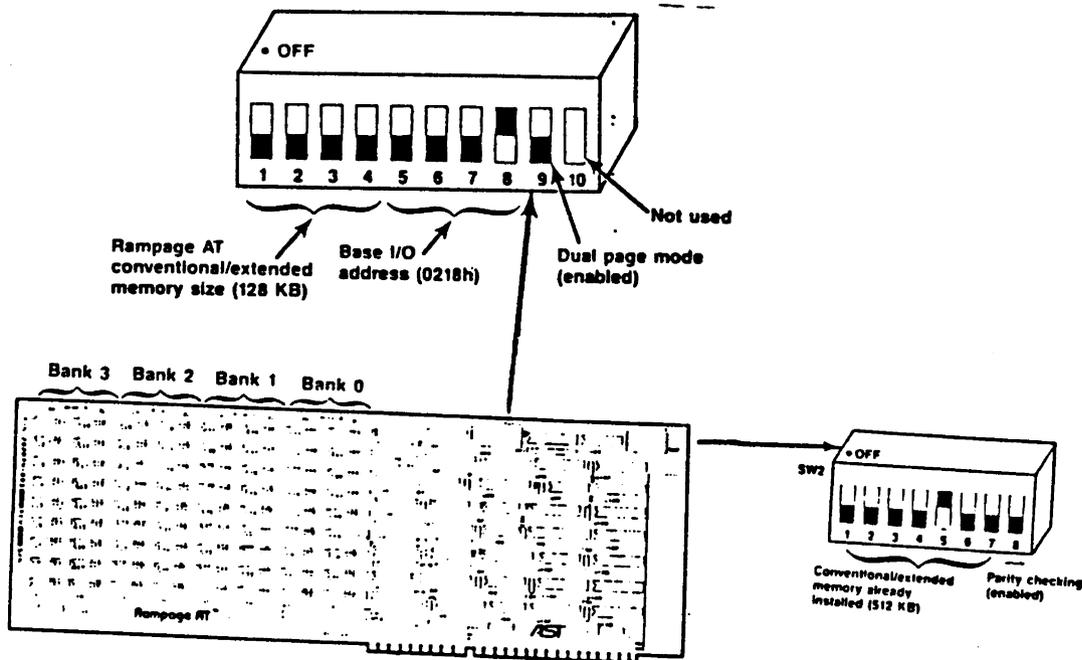 • OFF
1 2 3 4 5 6 7 8 9 10
Not used
Rampage AT
conventional/extended
memory size (128 KB)
Base I/O
address (0218h)
Dual page mode
(enabled)
Bank 3 Bank 2 Bank 1 Bank 0
• OFF
SW2
1 2 3 4 5 6 7 8
Conventional/extended
memory already
installed (512 KB)
Parity checking
(enabled)
Rampage AT™
AST